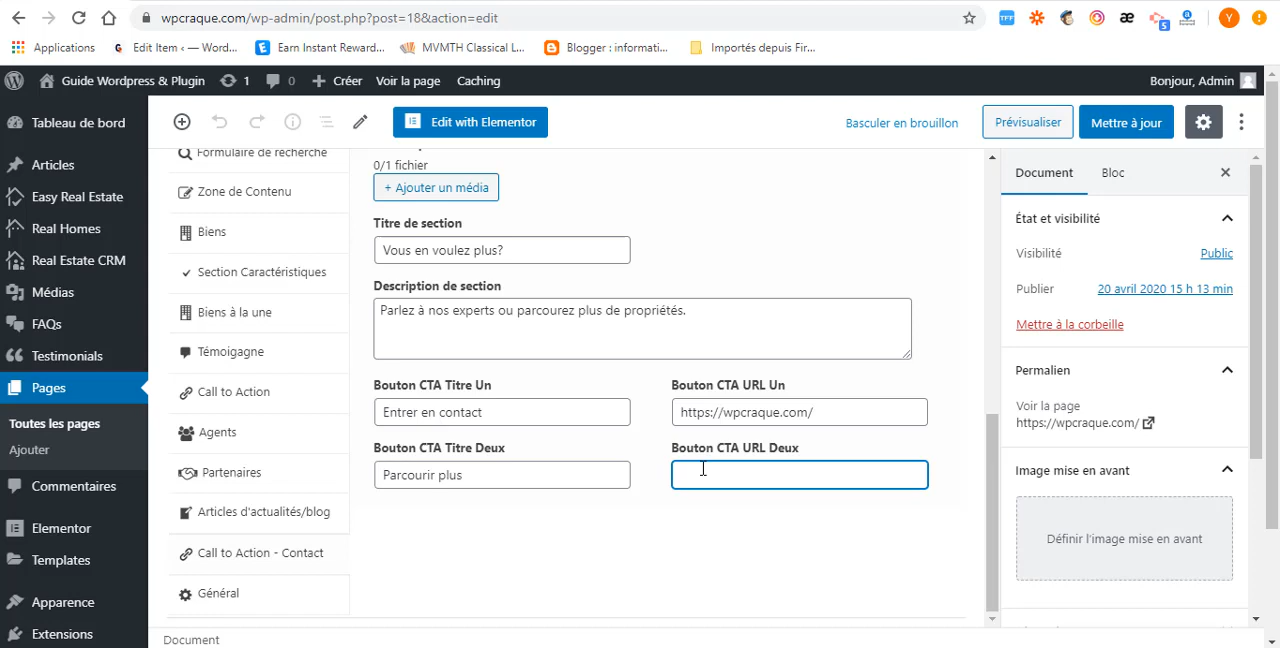 wpcraque.com/wp-admin/post.php?post=18&action=edit
TFF
æ
5
Y
Applications
Edit Item ‹ — Word...
Earn Instant Reward...
MVMTH Classical L...
Blogger : informati...
Importés depuis Fir...
Guide Wordpress & Plugin
1
0
Créer
Voir la page
Caching
Bonjour, Admin
Tableau de bord
Articles
Easy Real Estate
Real Homes
Real Estate CRM
Médias
FAQs
Testimonials
Pages
Toutes les pages
Ajouter
Commentaires
Elementor
Templates
Apparence
Extensions
Edit with Elementor
Basculer en brouillon
Prévisualiser
Mettre à jour
Formulaire de recherche
Zone de Contenu
Biens
Section Caractéristiques
Biens à la une
Témoigagne
Call to Action
Agents
Partenaires
Articles d'actualités/blog
Call to Action - Contact
Général
0/1 fichier
+ Ajouter un média
Titre de section
Vous en voulez plus?
Description de section
Parlez à nos experts ou parcourez plus de propriétés.
Bouton CTA Titre Un
Bouton CTA URL Un
Entrer en contact
https://wpcraque.com/
Bouton CTA Titre Deux
Bouton CTA URL Deux
Parcourir plus
Document
Bloc
État et visibilité
Visibilité
Public
Publier
20 avril 2020 15 h 13 min
Mettre à la corbeille
Permalien
Voir la page
https://wpcraque.com/
Image mise en avant
Définir l'image mise en avant
Document